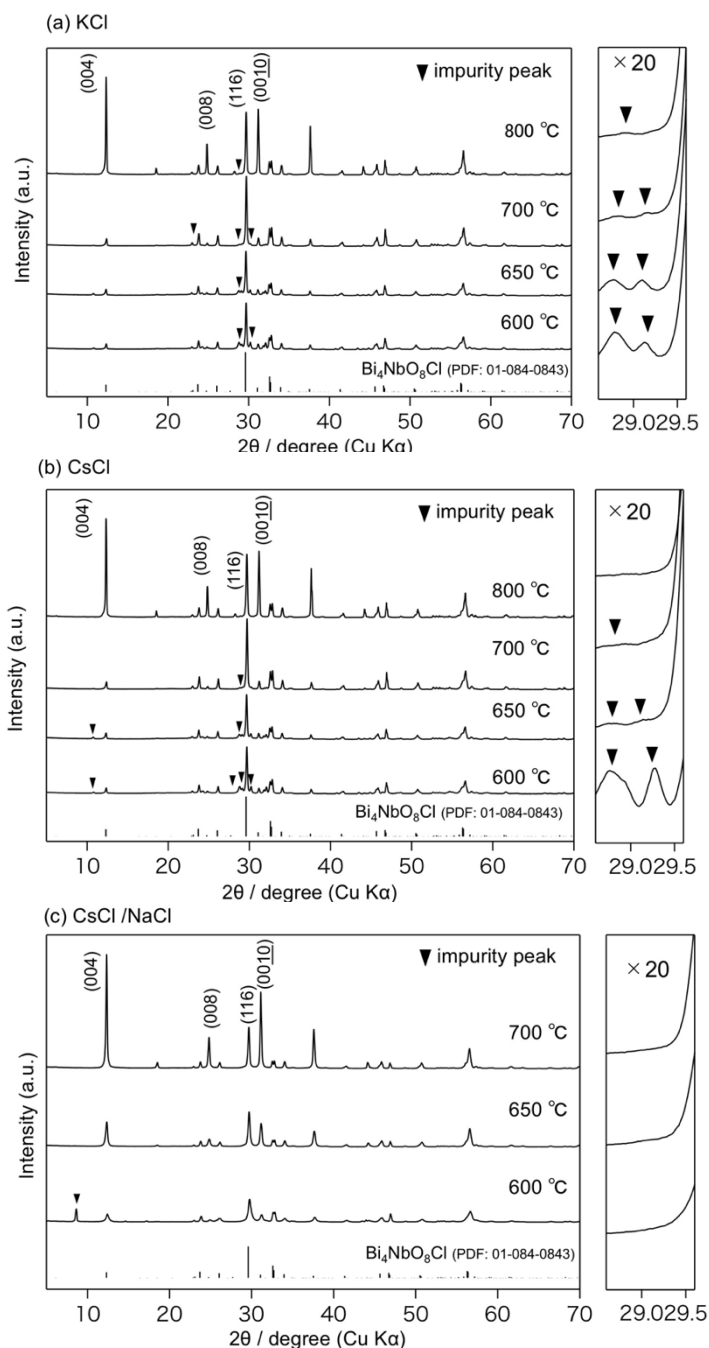 (a) KCl
▼ impurity peak
(004)
(008)
(116)
(0010)
800 ℃
700 ℃
650 ℃
600 ℃
Bi4NbO8Cl (PDF: 01-084-0843)
Intensity (a.u.)
10 20 30 40 50 60 70
2θ / degree (Cu Kα)
× 20
29.0 29.5
(b) CsCl
▼ impurity peak
(004)
(008)
(116)
(0010)
800 ℃
700 ℃
650 ℃
600 ℃
Bi4NbO8Cl (PDF: 01-084-0843)
Intensity (a.u.)
10 20 30 40 50 60 70
2θ / degree (Cu Kα)
× 20
29.0 29.5
(c) CsCl /NaCl
▼ impurity peak
(004)
(008)
(116)
(0010)
700 ℃
650 ℃
600 ℃
Bi4NbO8Cl (PDF: 01-084-0843)
Intensity (a.u.)
10 20 30 40 50 60 70
2θ / degree (Cu Kα)
× 20
29.0 29.5